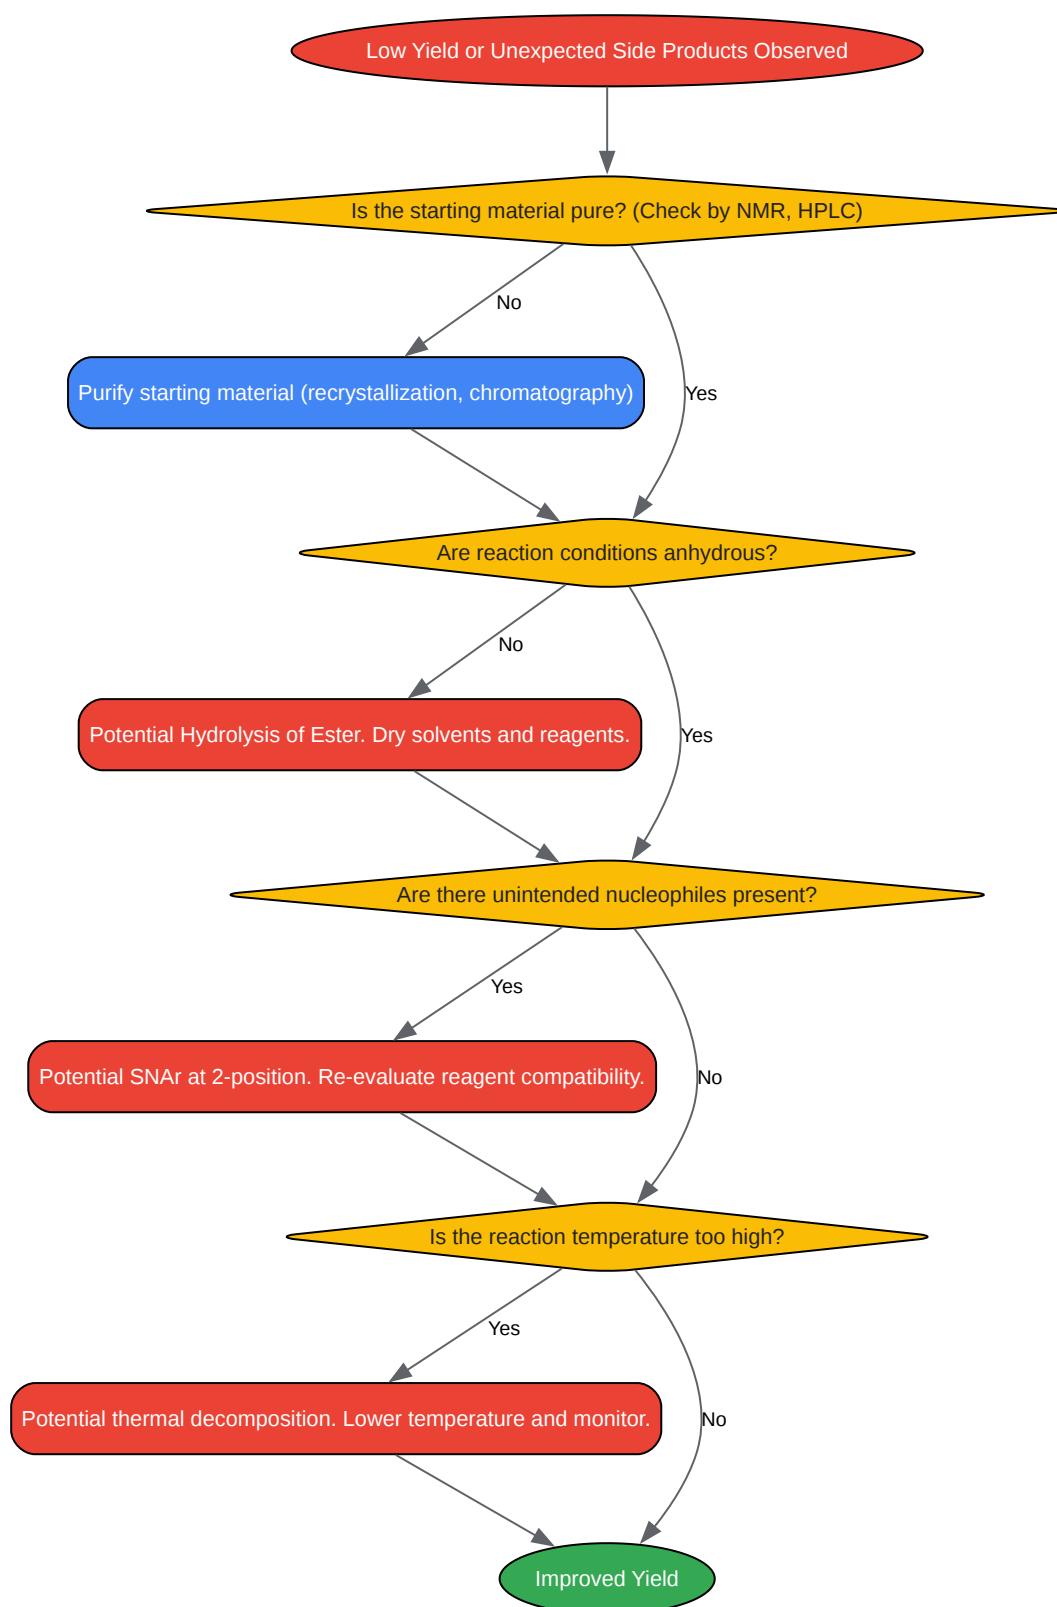 Low Yield or Unexpected Side Products Observed
Is the starting material pure? (Check by NMR, HPLC)
No
Purify starting material (recrystallization, chromatography)
Yes
Are reaction conditions anhydrous?
No
Potential Hydrolysis of Ester. Dry solvents and reagents.
Yes
Are there unintended nucleophiles present?
Yes
Potential SNAr at 2-position. Re-evaluate reagent compatibility.
No
Is the reaction temperature too high?
Yes
Potential thermal decomposition. Lower temperature and monitor.
No
Improved Yield